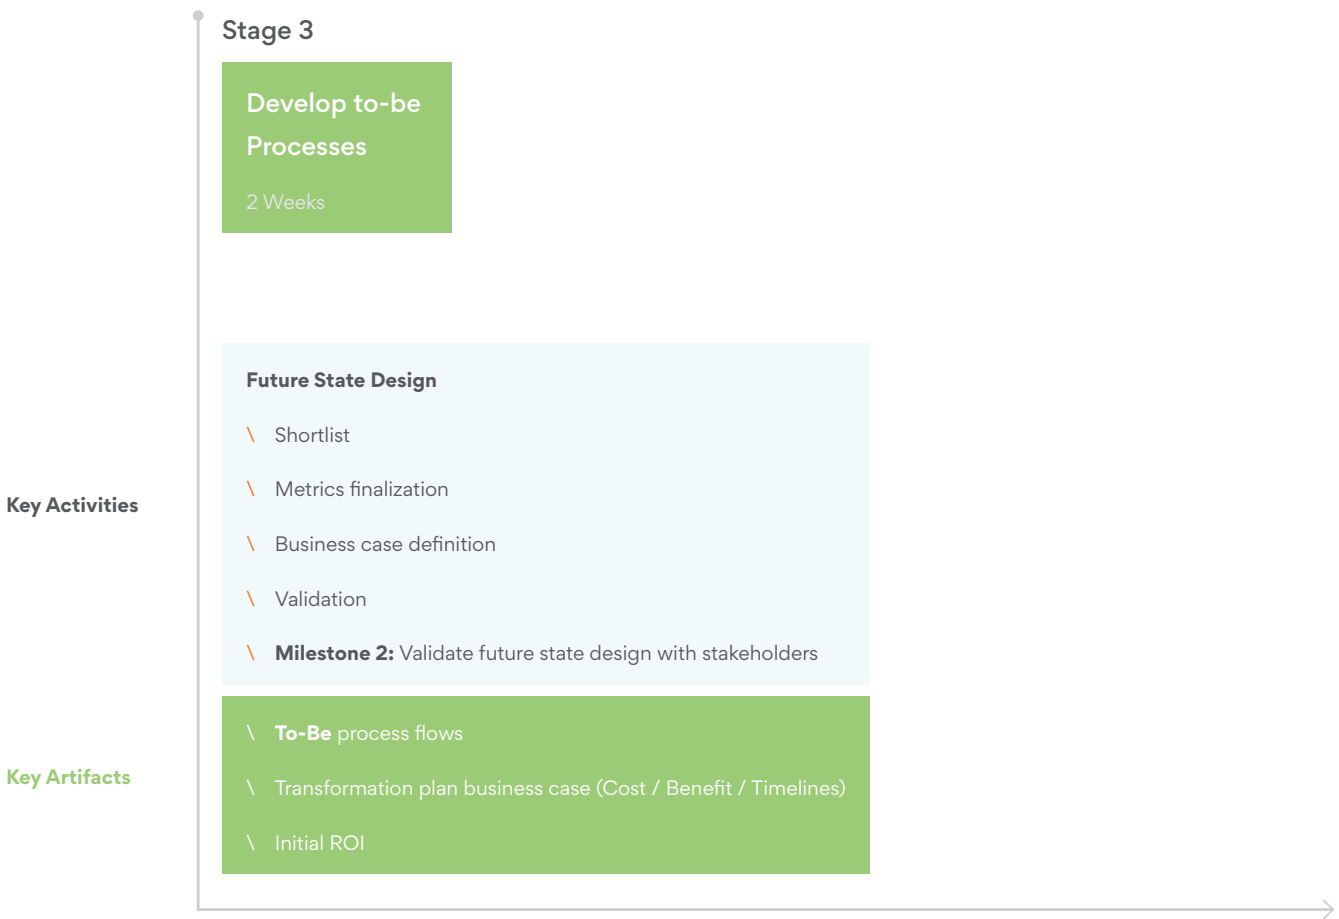 Stage 3
Develop to-be
Processes
2 Weeks
Key Activities
Future State Design
\ Shortlist
\ Metrics finalization
\ Business case definition
\ Validation
\ Milestone 2: Validate future state design with stakeholders
Key Artifacts
\ To-Be process flows
\ Transformation plan business case (Cost / Benefit / Timelines)
\ Initial ROI